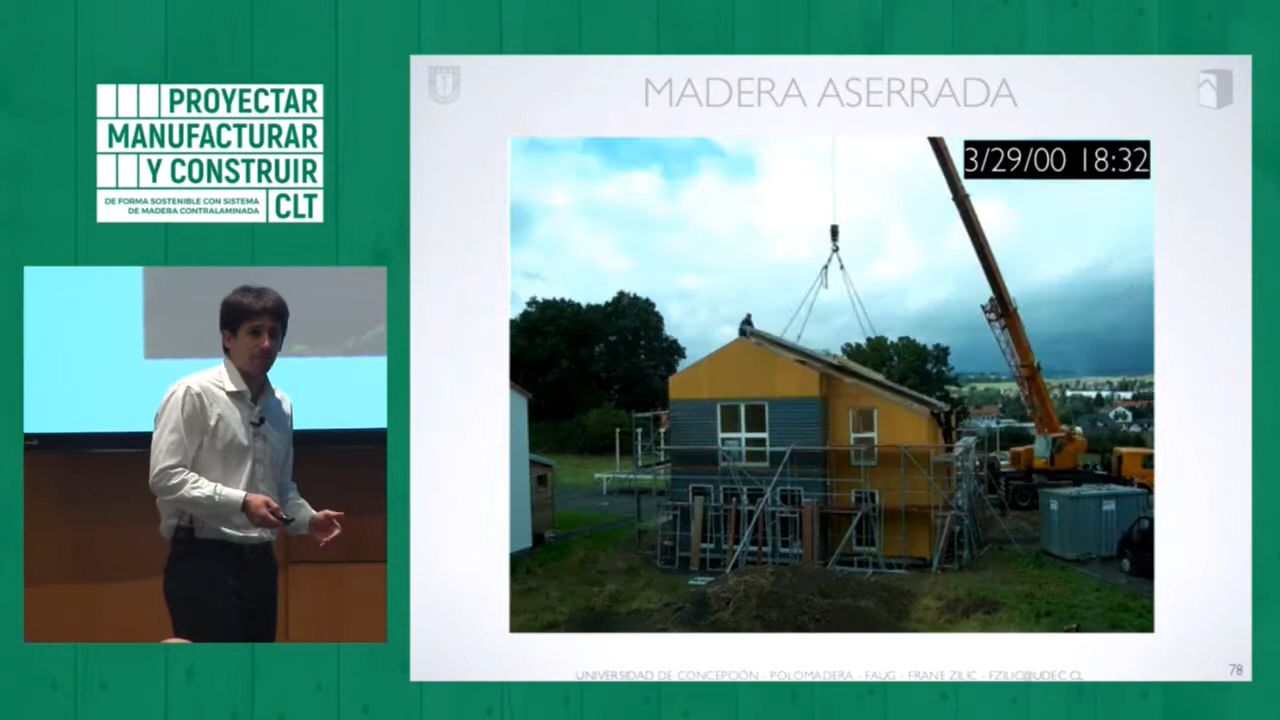 PROYECTAR
MANUFACTURAR
Y CONSTRUIR
DE FORMA SOSTENIBLE CON SISTEMA
DE MADERA CONTRALAMINADA
CLT
MADERA ASERRADA
3/29/00 18:32
UNIVERSIDAD DE CONCEPCIÓN - POLOMADERA - FAUG - FRANE ZILIC - FZILIC@UDEC.CL
78